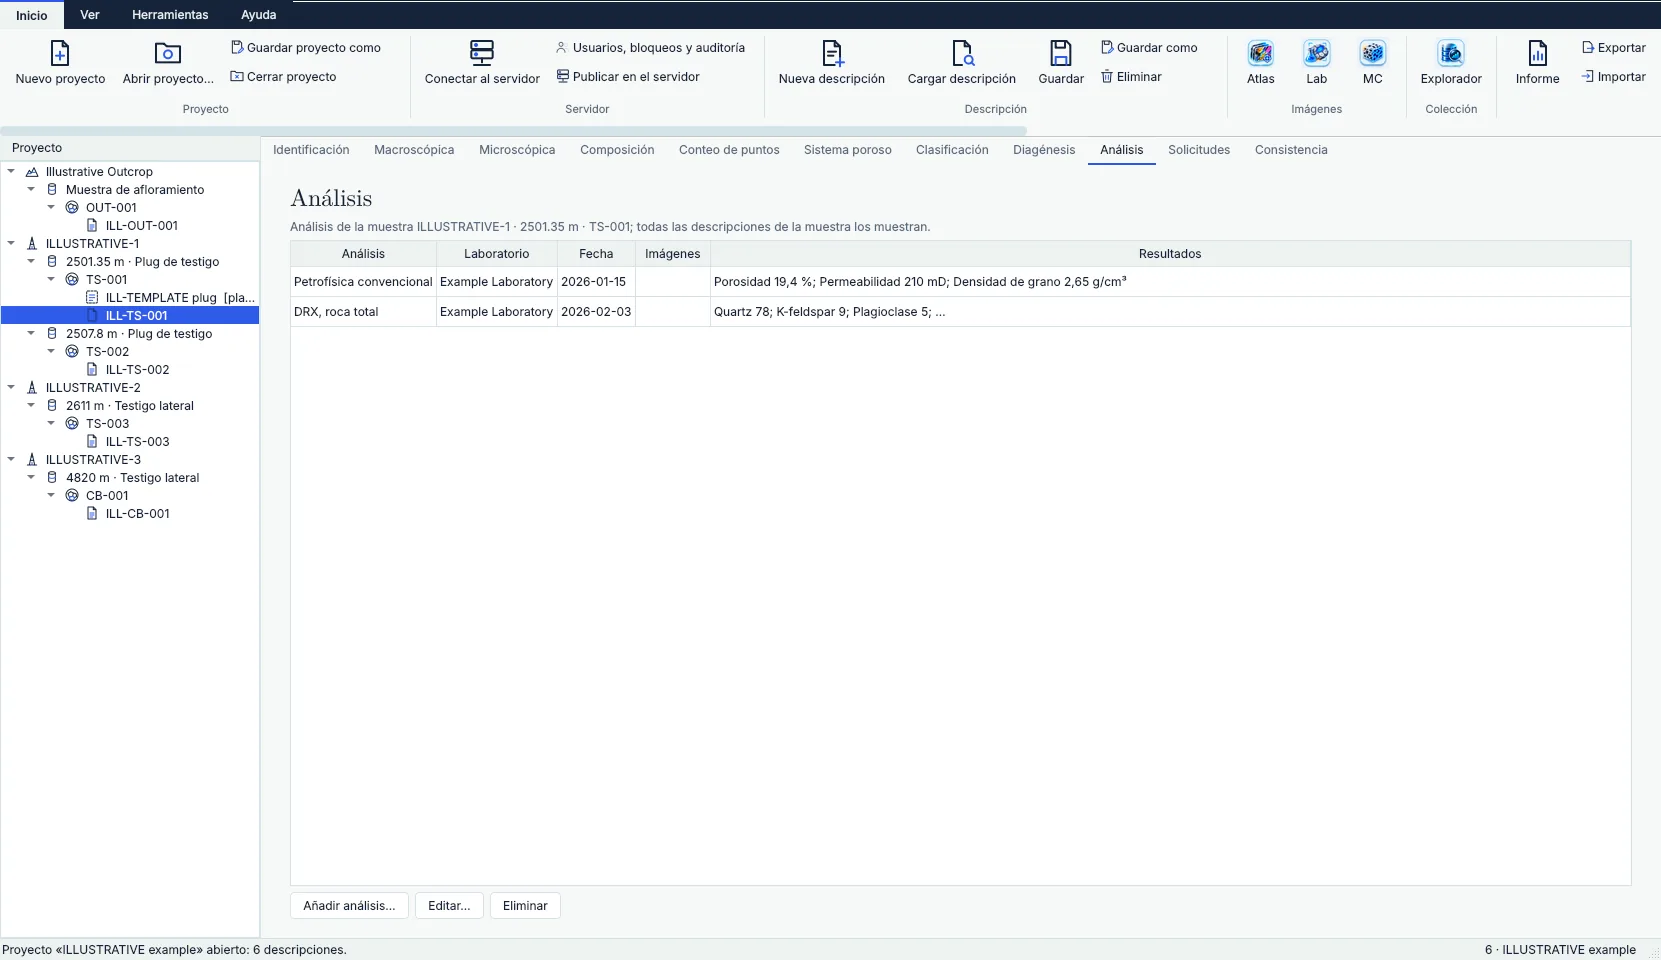 Inicio Ver Herramientas Ayuda
Nuevo proyecto
Abrir proyecto...
Guardar proyecto como
Cerrar proyecto
Proyecto
Conectar al servidor
Usuarios, bloqueos y auditoría
Publicar en el servidor
Servidor
Nueva descripción
Cargar descripción
Guardar
Guardar como
Eliminar
Descripción
Atlas
Lab
MC
Imágenes
Explorador
Colección
Informe
Exportar
Importar
Proyecto
Illustrative Outcrop
Muestra de afloramiento
OUT-001
ILL-OUT-001
ILLUSTRATIVE-1
2501.35 m · Plug de testigo
TS-001
ILL-TEMPLATE plug [pla...
ILL-TS-001
2507.8 m · Plug de testigo
TS-002
ILL-TS-002
ILLUSTRATIVE-2
2611 m · Testigo lateral
TS-003
ILL-TS-003
ILLUSTRATIVE-3
4820 m · Testigo lateral
CB-001
ILL-CB-001
Identificación Macroscópica Microscópica Composición Conteo de puntos Sistema poroso Clasificación Diagénesis Análisis Solicitudes Consistencia
Análisis
Análisis de la muestra ILLUSTRATIVE-1 · 2501.35 m · TS-001; todas las descripciones de la muestra los muestran.
Análisis Laboratorio Fecha Imágenes Resultados
Petrofísica convencional Example Laboratory 2026-01-15 Porosidad 19,4 %; Permeabilidad 210 mD; Densidad de grano 2,65 g/cm³
DRX, roca total Example Laboratory 2026-02-03 Quartz 78; K-feldspar 9; Plagioclase 5; ...
Añadir análisis... Editar... Eliminar
Proyecto «ILLUSTRATIVE example» abierto: 6 descripciones.
6 · ILLUSTRATIVE example